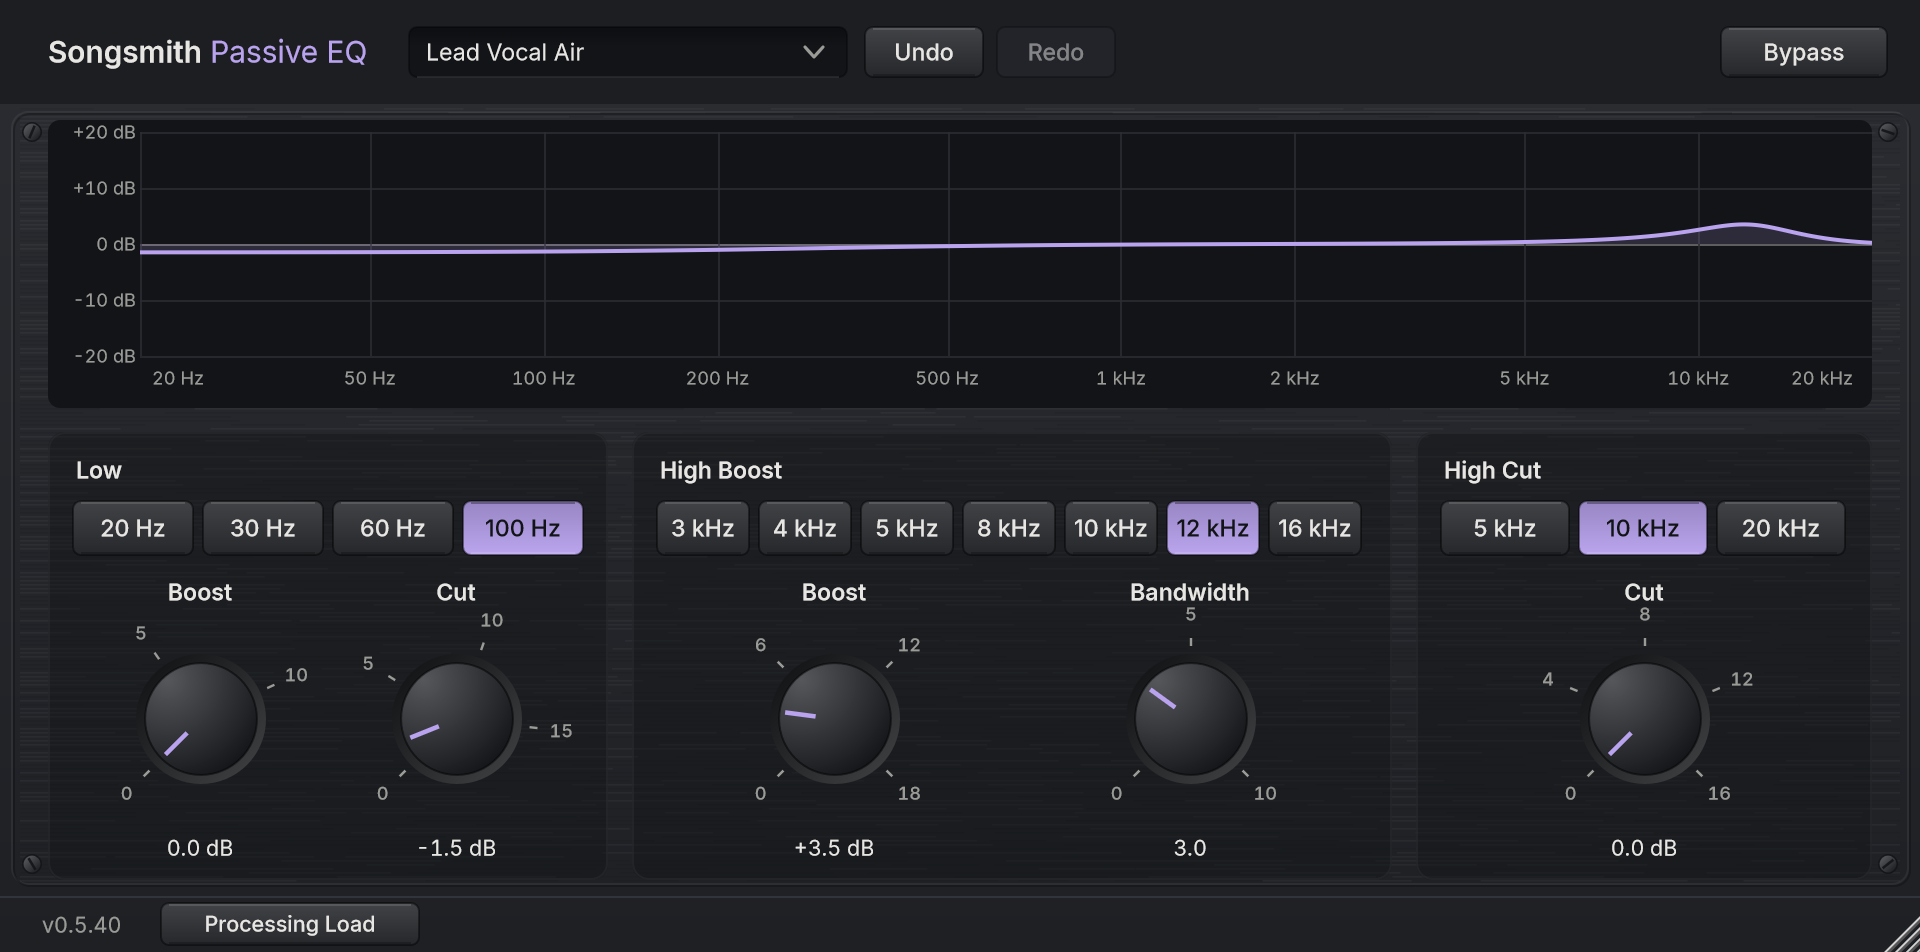 Songsmith Passive EQ
Lead Vocal Air
Undo
Redo
Bypass
+20 dB
+10 dB
0 dB
-10 dB
-20 dB
20 Hz
50 Hz
100 Hz
200 Hz
500 Hz
1 kHz
2 kHz
5 kHz
10 kHz
20 kHz
Low
20 Hz
30 Hz
60 Hz
100 Hz
Boost
0
5
10
0.0 dB
Cut
0
5
10
15
-1.5 dB
High Boost
3 kHz
4 kHz
5 kHz
8 kHz
10 kHz
12 kHz
16 kHz
Boost
0
6
12
18
+3.5 dB
Bandwidth
0
5
10
3.0
High Cut
5 kHz
10 kHz
20 kHz
Cut
0
4
8
12
16
0.0 dB
v0.5.40
Processing Load